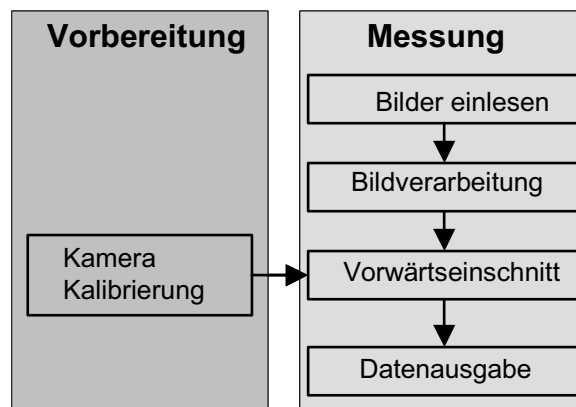 Vorbereitung
Kamera
Kalibrierung
Messung
Bilder einlesen
Bildverarbeitung
Vorwärtseinschnitt
Datenausgabe